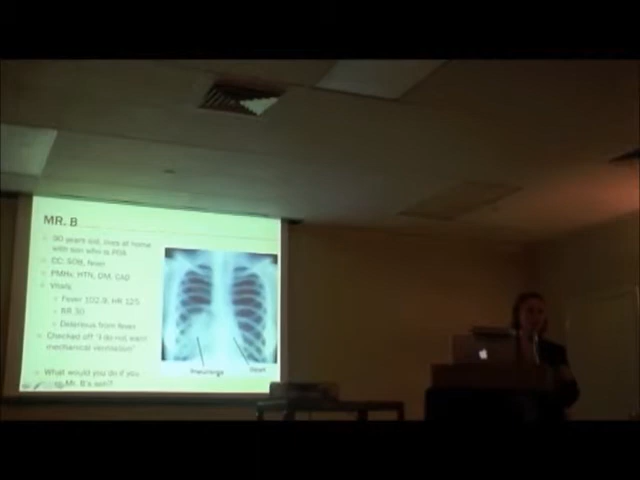 MR. B
90 years old, lives at home
with son who is POA
CC: SOB, fever
PMHx: HTN, DM, CAD
Vitals:
Fever 102.9, HR 125
RR 30
Delirious from fever
Checked off "I do not want
mechanical ventilation"
What would you do if you
Mr. B's son?
Pneumonia
Heart